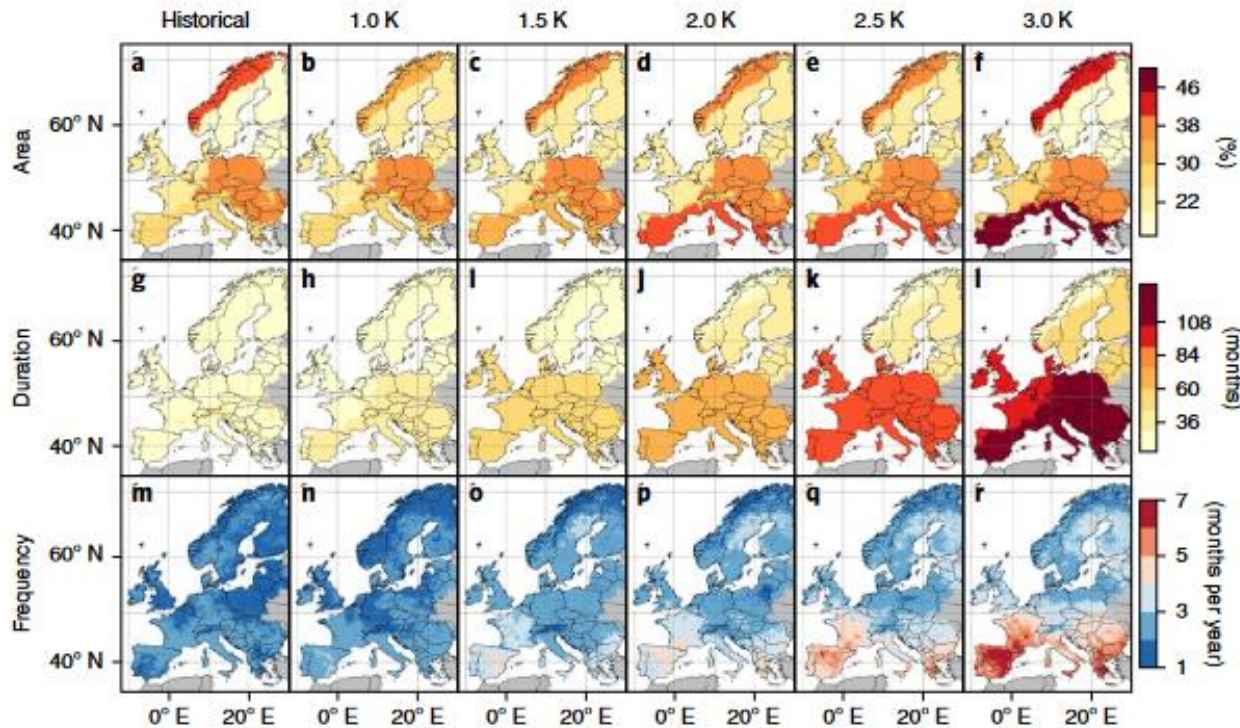 Historical 1.0 K 1.5 K 2.0 K 2.5 K 3.0 K
a b c d e f
Area
60° N
40° N
46
38
30
22
(%)
g h I j k l
Duration
60° N
40° N
108
84
60
36
(months)
m n o p q r
Frequency
60° N
40° N
7
5
3
1
(months per year)
0° E 20° E 0° E 20° E 0° E 20° E 0° E 20° E 0° E 20° E 0° E 20° E